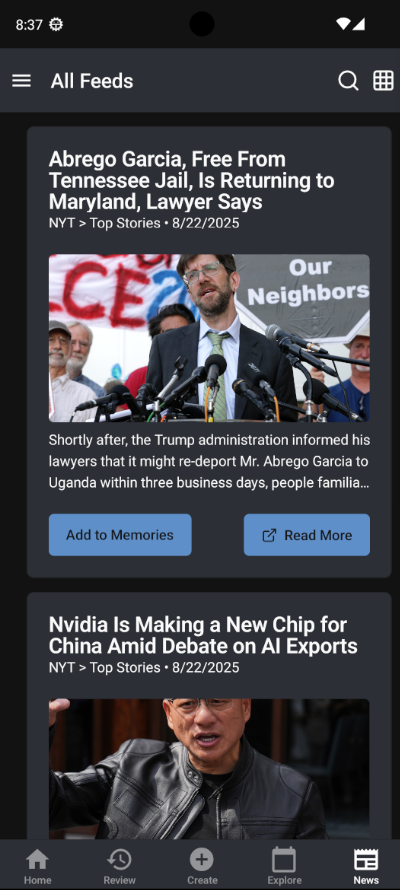 8:37
All Feeds
Abrego Garcia, Free From
Tennessee Jail, Is Returning to
Maryland, Lawyer Says
NYT > Top Stories • 8/22/2025
Our
Neighbors
Shortly after, the Trump administration informed his
lawyers that it might re-deport Mr. Abrego Garcia to
Uganda within three business days, people familia...
Add to Memories
Read More
Nvidia Is Making a New Chip for
China Amid Debate on AI Exports
NYT > Top Stories • 8/22/2025
Home
Review
Create
Explore
News